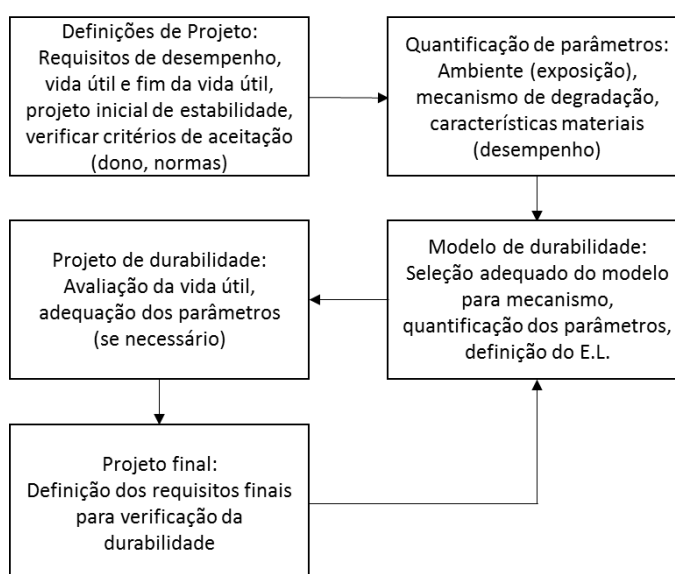 Definições de Projeto:
Requisitos de desempenho,
vida útil e fim da vida útil,
projeto inicial de estabilidade,
verificar critérios de aceitação
(dono, normas)
Quantificação de parâmetros:
Ambiente (exposição),
mecanismo de degradação,
características materiais
(desempenho)
Projeto de durabilidade:
Avaliação da vida útil,
adequação dos parâmetros
(se necessário)
Modelo de durabilidade:
Seleção adequado do modelo
para mecanismo,
quantificação dos parâmetros,
definição do E.L.
Projeto final:
Definição dos requisitos finais
para verificação da
durabilidade